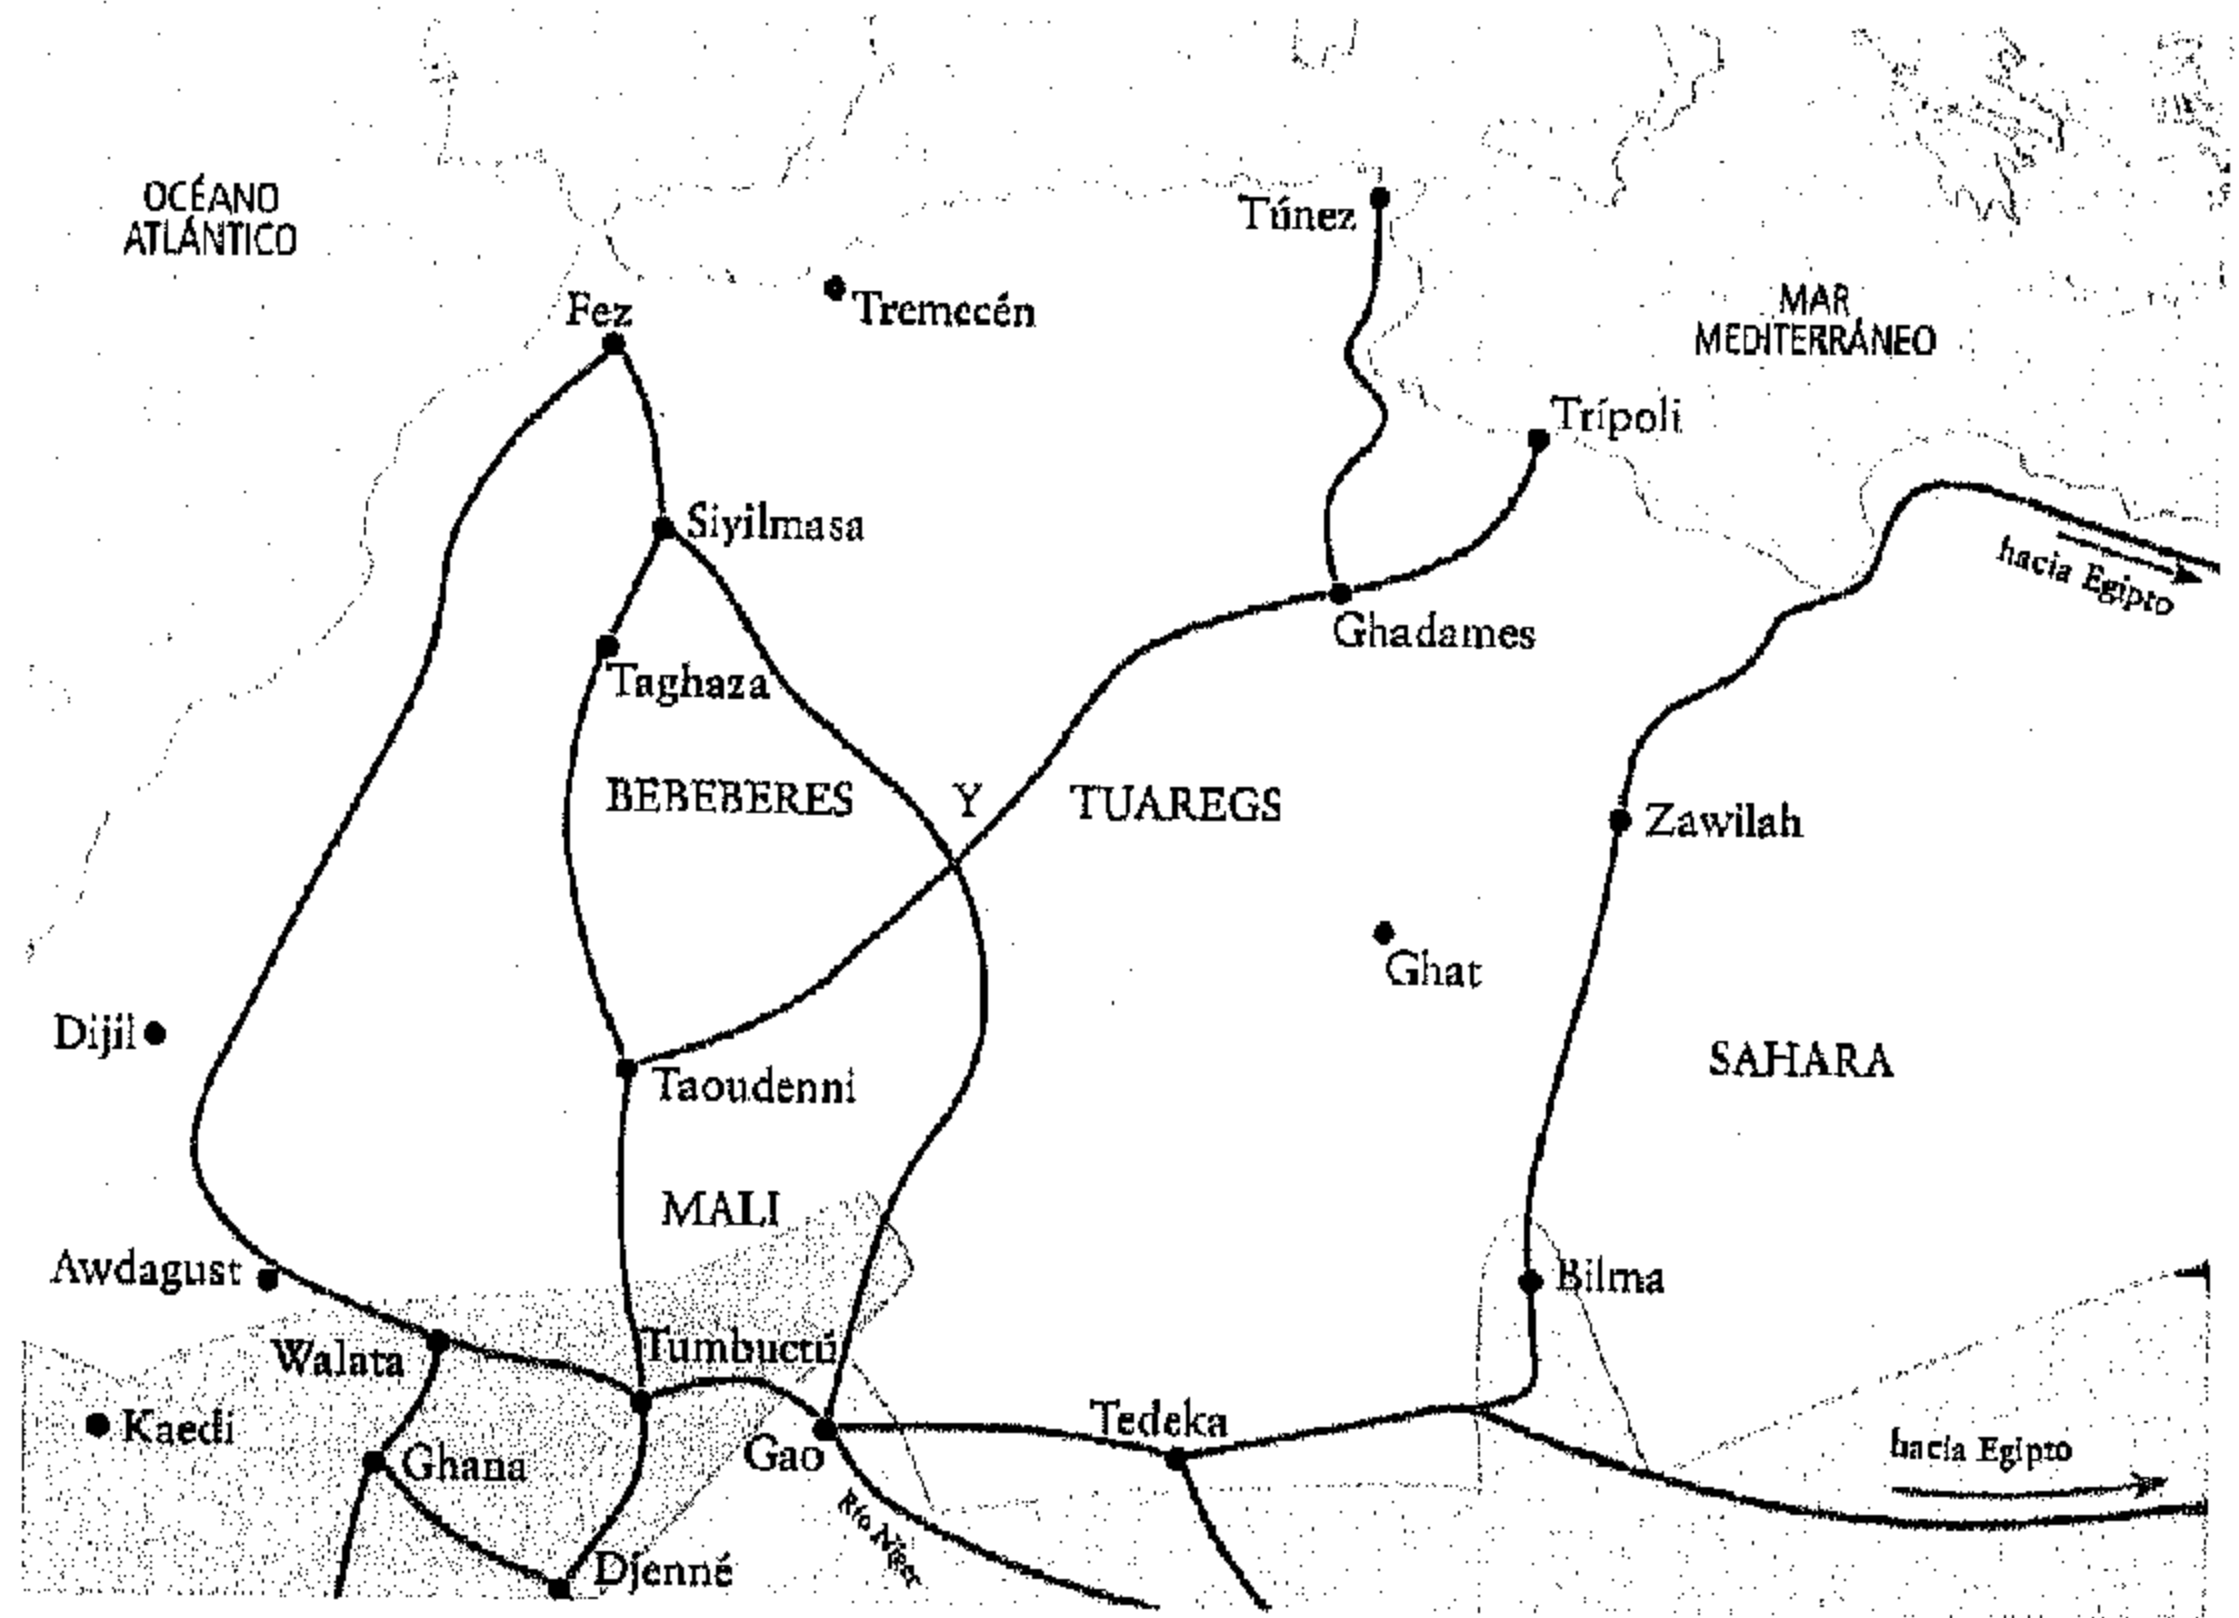 OCÉANO
ATLÁNTICO
Túnez
Tremecén
Fez
MAR
MEDITERRÁNEO
Trípoli
Siyilmasa
hacia Egipto
Ghadames
Taghaza
BEBEBERES Y TUAREGS
Zawilah
Ghat
Dijil
SAHARA
Taoudenni
MALI
Awdagust
Bilma
Walata
Tumbuctú
Kaedi
Tedeka
Gao
Ghana
hacia Egipto
Río Níger
Djenné